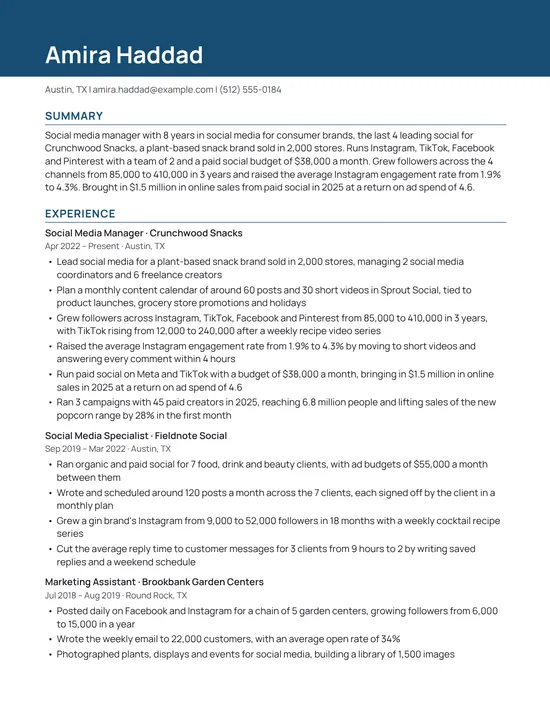 Amira Haddad
Austin, TX | amira.haddad@example.com | (512) 555-0184
SUMMARY
Social media manager with 8 years in social media for consumer brands, the last 4 leading social for
Crunchwood Snacks, a plant-based snack brand sold in 2,000 stores. Runs Instagram, TikTok, Facebook
and Pinterest with a team of 2 and a paid social budget of $38,000 a month. Grew followers across the 4
channels from 85,000 to 410,000 in 3 years and raised the average Instagram engagement rate from 1.9%
to 4.3%. Brought in $1.5 million in online sales from paid social in 2025 at a return on ad spend of 4.6.
EXPERIENCE
Social Media Manager · Crunchwood Snacks
Apr 2022 – Present · Austin, TX
• Lead social media for a plant-based snack brand sold in 2,000 stores, managing 2 social media
coordinators and 6 freelance creators
• Plan a monthly content calendar of around 60 posts and 30 short videos in Sprout Social, tied to
product launches, grocery store promotions and holidays
• Grew followers across Instagram, TikTok, Facebook and Pinterest from 85,000 to 410,000 in 3 years,
with TikTok rising from 12,000 to 240,000 after a weekly recipe video series
• Raised the average Instagram engagement rate from 1.9% to 4.3% by moving to short videos and
answering every comment within 4 hours
• Run paid social on Meta and TikTok with a budget of $38,000 a month, bringing in $1.5 million in online
sales in 2025 at a return on ad spend of 4.6
• Ran 3 campaigns with 45 paid creators in 2025, reaching 6.8 million people and lifting sales of the new
popcorn range by 28% in the first month
Social Media Specialist · Fieldnote Social
Sep 2019 – Mar 2022 · Austin, TX
• Ran organic and paid social for 7 food, drink and beauty clients, with ad budgets of $55,000 a month
between them
• Wrote and scheduled around 120 posts a month across the 7 clients, each signed off by the client in a
monthly plan
• Grew a gin brand's Instagram from 9,000 to 52,000 followers in 18 months with a weekly cocktail recipe
series
• Cut the average reply time to customer messages for 3 clients from 9 hours to 2 by writing saved
replies and a weekend schedule
Marketing Assistant · Brookbank Garden Centers
Jul 2018 – Aug 2019 · Round Rock, TX
• Posted daily on Facebook and Instagram for a chain of 5 garden centers, growing followers from 6,000
to 15,000 in a year
• Wrote the weekly email to 22,000 customers, with an average open rate of 34%
• Photographed plants, displays and events for social media, building a library of 1,500 images